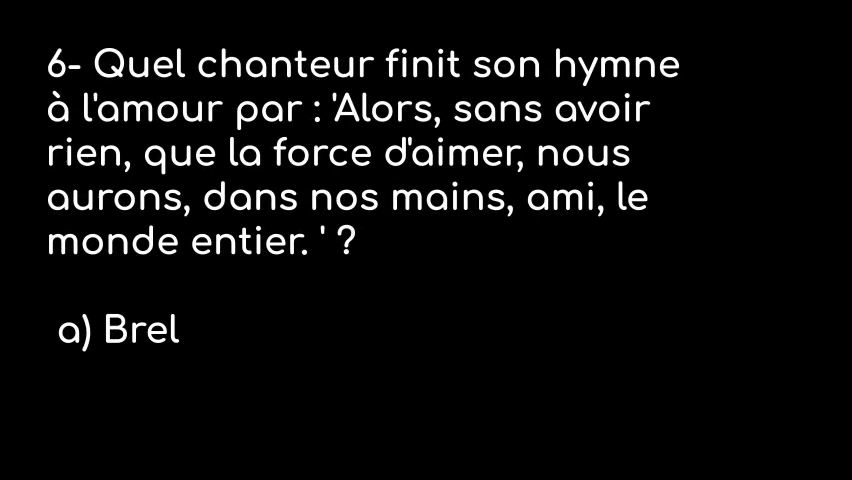 6- Quel chanteur finit son hymne
à l'amour par : 'Alors, sans avoir
rien, que la force d'aimer, nous
aurons, dans nos mains, ami, le
monde entier. ' ?
a) Brel